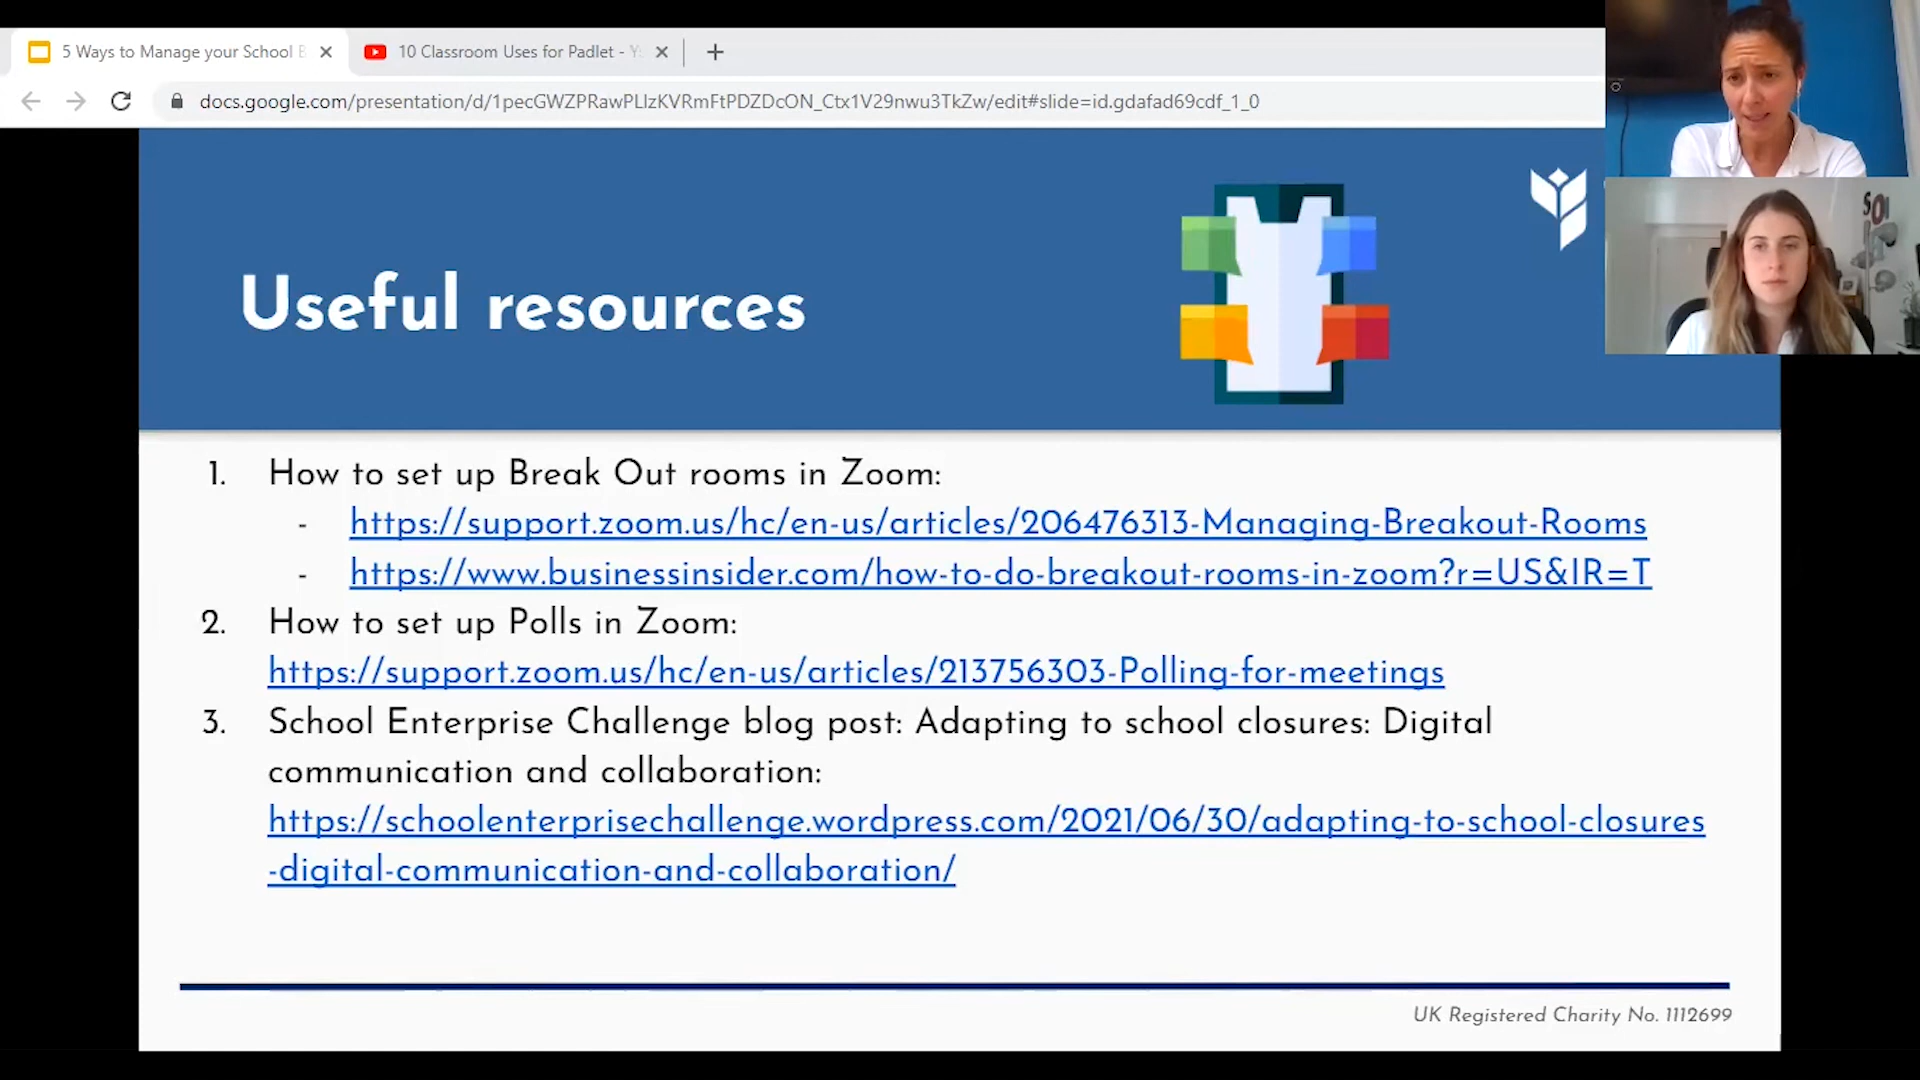 5 Ways to Manage your School B
10 Classroom Uses for Padlet - Y
docs.google.com/presentation/d/1pecGWZPRawPLIzKVRmFtPDZDcON_Ctx1V29nwu3TkZw/edit#slide=id.gdafad69cdf_1_0
Useful resources
1. How to set up Break Out rooms in Zoom:
- https://support.zoom.us/hc/en-us/articles/206476313-Managing-Breakout-Rooms
- https://www.businessinsider.com/how-to-do-breakout-rooms-in-zoom?r=US&IR=T
2. How to set up Polls in Zoom:
https://support.zoom.us/hc/en-us/articles/213756303-Polling-for-meetings
3. School Enterprise Challenge blog post: Adapting to school closures: Digital
communication and collaboration:
https://schoolenterprisechallenge.wordpress.com/2021/06/30/adapting-to-school-closures
-digital-communication-and-collaboration/
UK Registered Charity No. 1112699